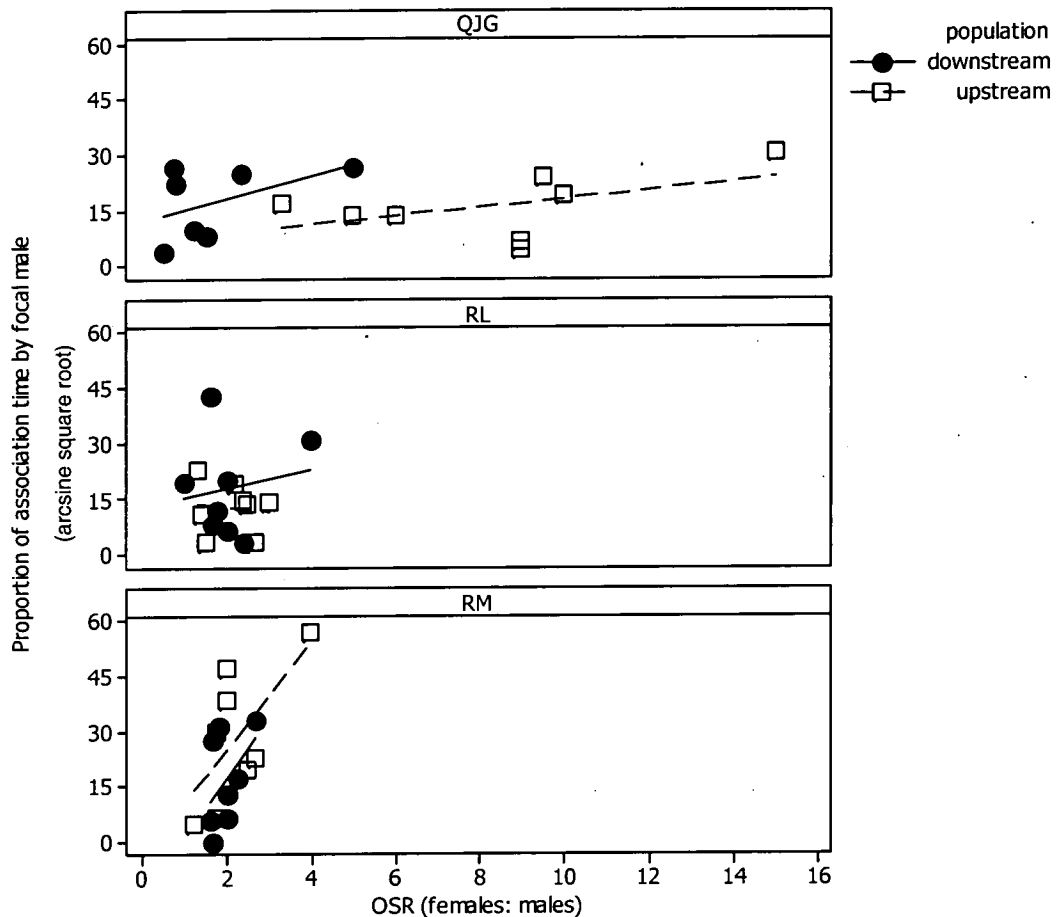 QJG
population
downstream
upstream
60
45
30
15
0
RL
60
45
30
15
0
RM
60
45
30
15
0
0 2 4 6 8 10 12 14 16
OSR (females: males)
Proportion of association time by focal male
(arcsine square root)